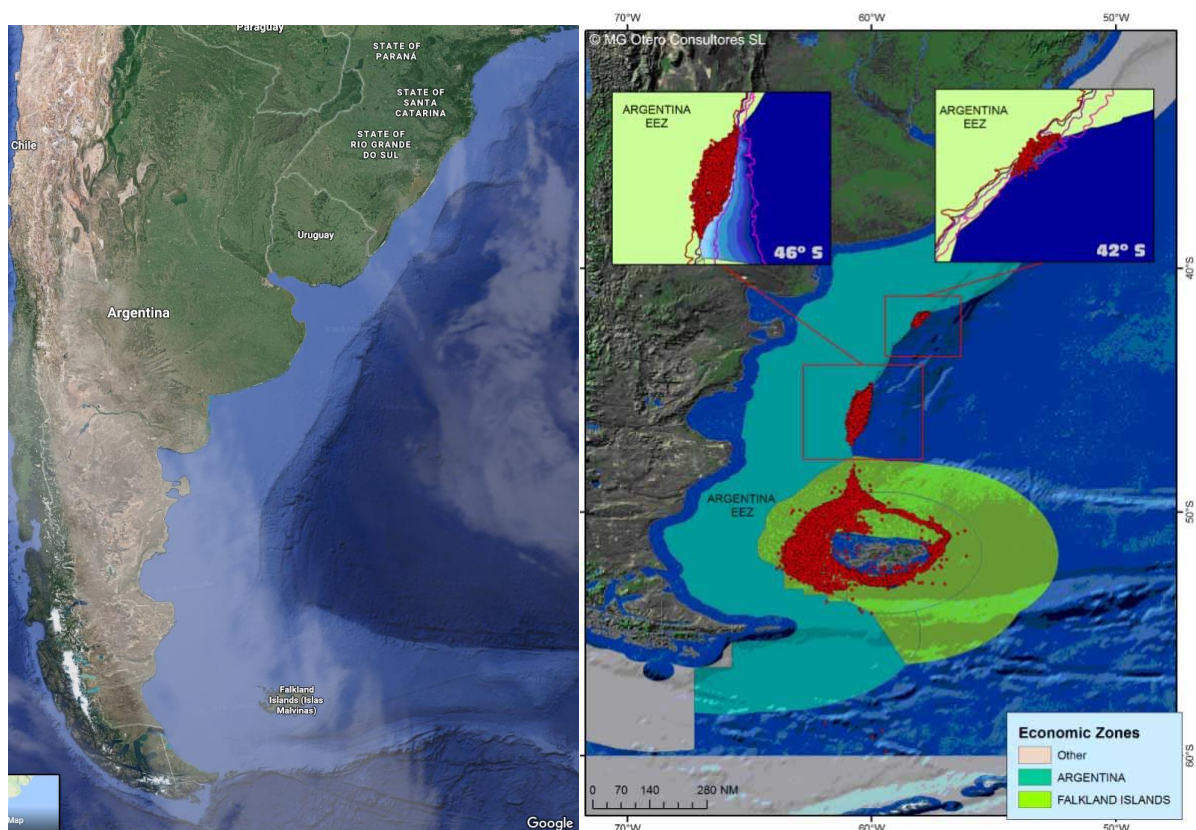 Paraguay
STATE OF
PARANÁ
STATE OF
SANTA
CATARINA
STATE OF
RIO GRANDE
DO SUL
Chile
Uruguay
Argentina
Falkland
Islands (Islas
Malvinas)
Map
Google
70°W
60°W
50°W
© MG Otero Consultores SL
ARGENTINA
EEZ
46° S
ARGENTINA
EEZ
42° S
40°S
50°S
60°S
ARGENTINA
EEZ
Economic Zones
Other
ARGENTINA
FALKLAND ISLANDS
0 70 140 280 NM
70°W
60°W
50°W